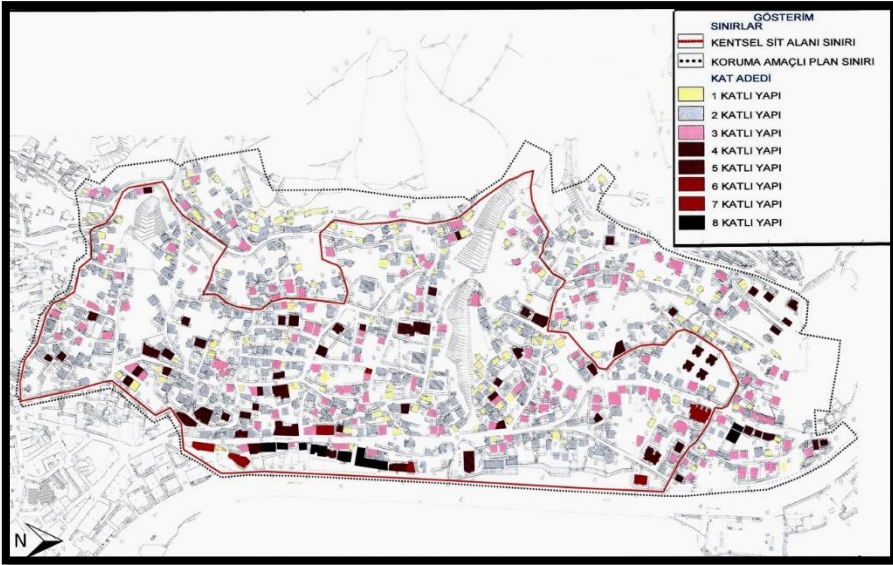 GÖSTERİM
SINIRLAR
KENTSEL SİT ALANI SINIRI
KORUMA AMAÇLI PLAN SINIRI
KAT ADEDİ
1 KATLI YAPI
2 KATLI YAPI
3 KATLI YAPI
4 KATLI YAPI
5 KATLI YAPI
6 KATLI YAPI
7 KATLI YAPI
8 KATLI YAPI
N